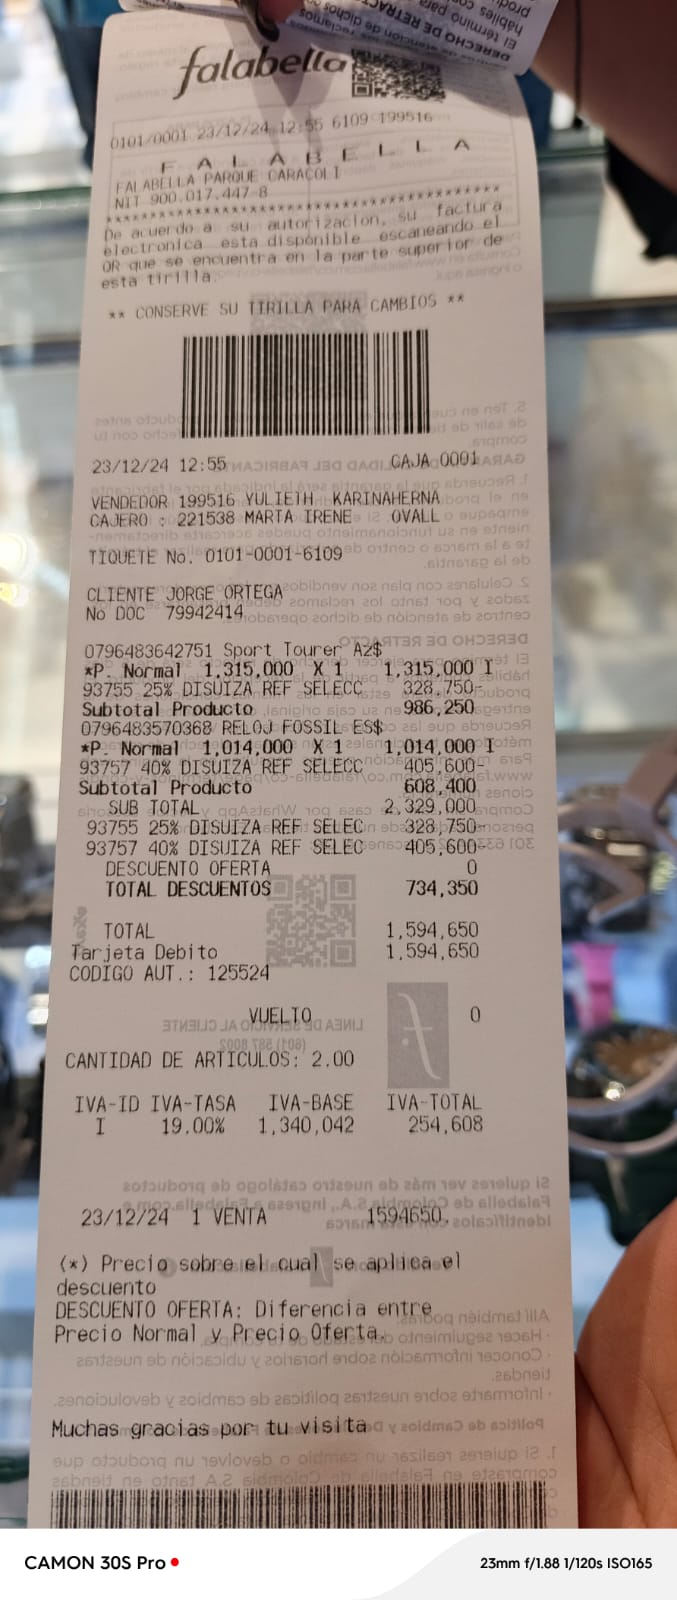 falabella
0101/0001 23/12/24 12:55 6109 199516
F A L A B E L L A
FALABELLA PARQUE CARACOLI
NIT 900.017.447-8
De acuerdo a su autorizacion, su factura
electronica esta disponible escaneando el
QR que se encuentra en la parte superior de
esta tirilla.
** CONSERVE SU TIRILLA PARA CAMBIOS **
23/12/24 12:55 CAJA 0001
VENDEDOR 199516 YULIETH KARINAHERNA
CAJERO : 221538 MARTA IRENE OVALL
TIQUETE No. 0101-0001-6109
CLIENTE JORGE ORTEGA
No DOC 79942414
0796483642751 Sport Tourer AZ$
*P. Normal 1,315,000 X 1 1,315,000 I
93755 25% DISUIZA REF SELECC 328,750-
Subtotal Producto 986,250
0796483570368 RELOJ FOSSIL ES$
*P. Normal 1,014,000 X 1 1,014,000 I
93757 40% DISUIZA REF SELECC 405,600-
Subtotal Producto 608,400
SUB TOTAL 2,329,000
93755 25% DISUIZA REF SELEC 328,750-
93757 40% DISUIZA REF SELEC 405,600-
DESCUENTO OFERTA 0
TOTAL DESCUENTOS 734,350
TOTAL 1,594,650
Tarjeta Debito 1,594,650
CODIGO AUT.: 125524
VUELTO 0
CANTIDAD DE ARTICULOS: 2.00
IVA-ID IVA-TASA IVA-BASE IVA-TOTAL
I 19.00% 1,340,042 254,608
23/12/24 1 VENTA 1594650.
(*) Precio sobre el cual se aplica el
descuento
DESCUENTO OFERTA: Diferencia entre
Precio Normal y Precio Oferta.
Muchas gracias por tu visita
CAMON 30S Pro
23mm f/1.88 1/120s ISO165